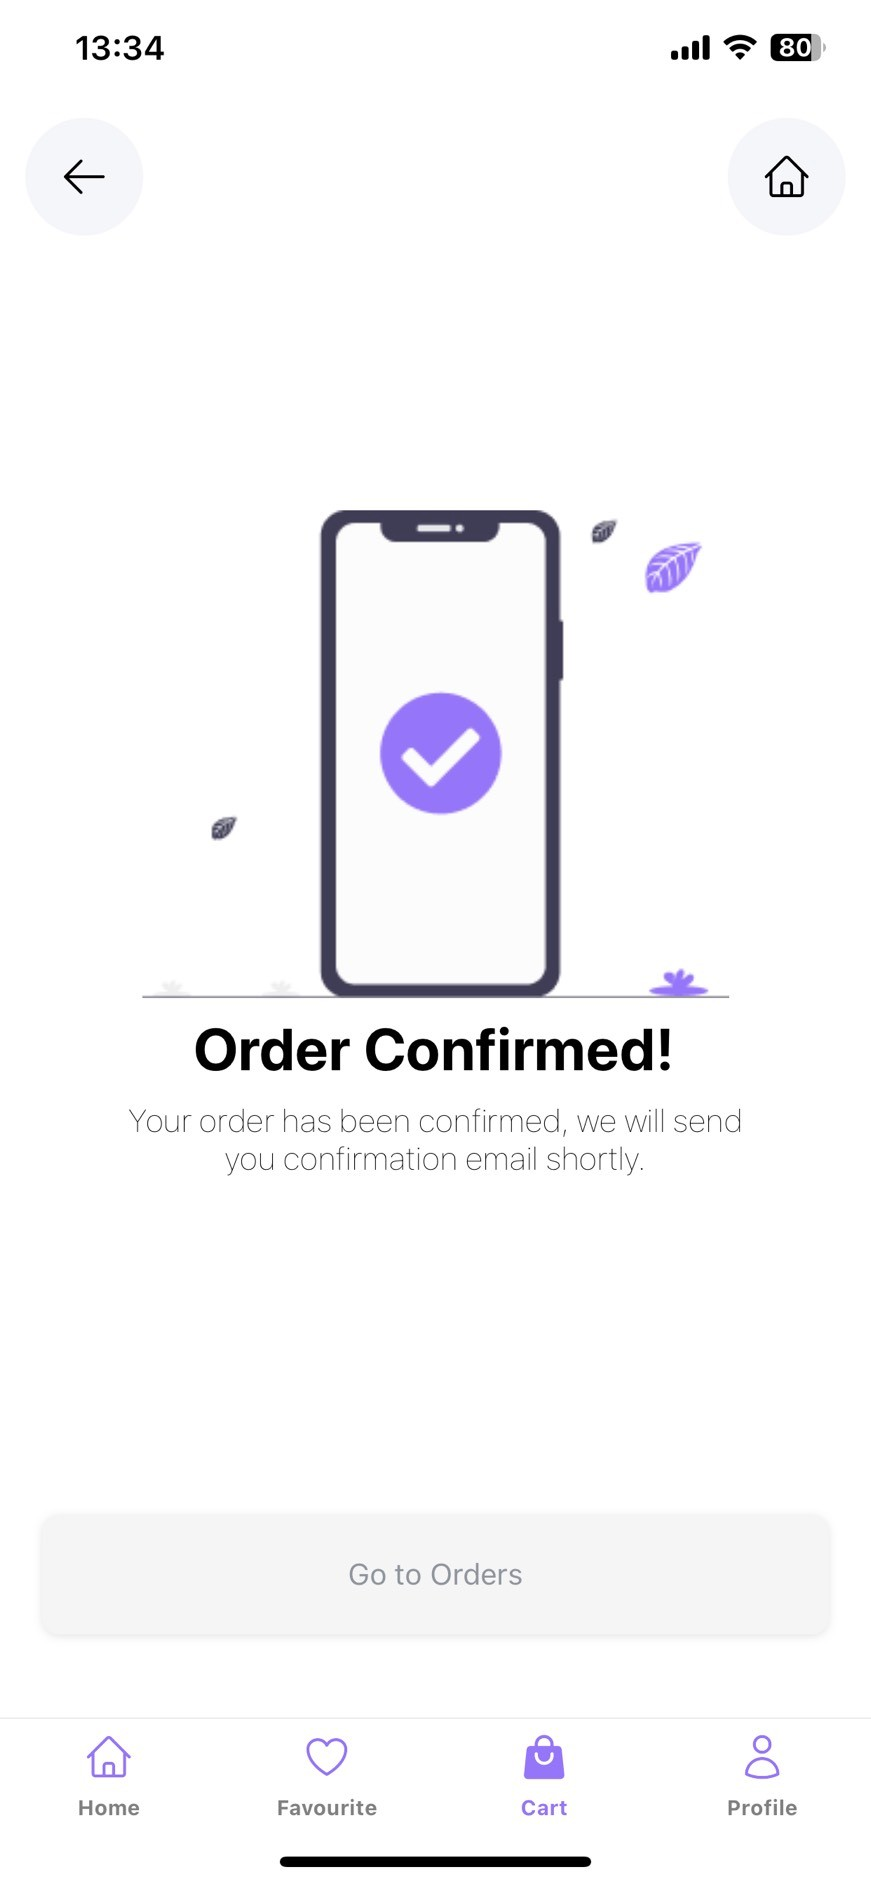 13:34
80
Order Confirmed!
Your order has been confirmed, we will send
you confirmation email shortly.
Go to Orders
Home
Favourite
Cart
Profile